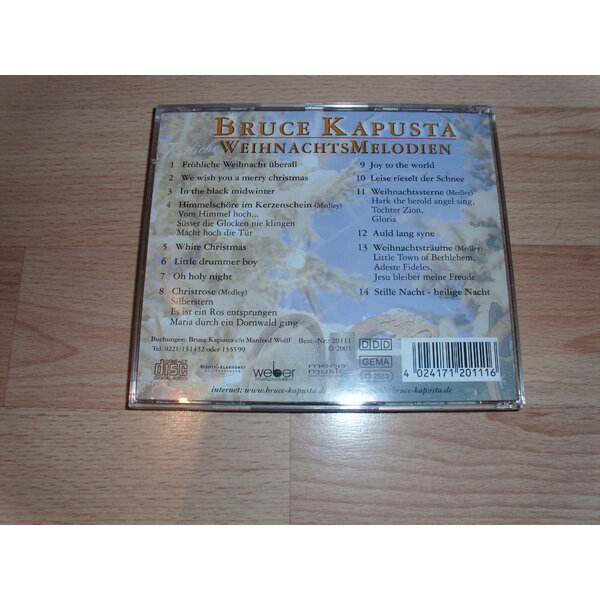 BRUCE KAPUSTA
WEIHNACHTSMELODIEN
1 Fröhliche Weihnacht überall
2 We wish you a merry christmas
3 In the black midwinter
4 Himmelschöre im Kerzenschein (Medley)
Vom Himmel hoch...
Süsser die Glocken nie klingen
Macht hoch die Tür
5 White Christmas
6 Little drummer boy
7 Oh holy night
8 Christrose (Medley)
Silberstern
Es ist ein Ros entsprungen
Maria durch ein Dornwald ging
9 Joy to the world
10 Leise rieselt der Schnee
11 Weihnachtssterne (Medley)
Hark the herold angel sing,
Tochter Zion,
Gloria
12 Auld lang syne
13 Weihnachtsträume (Medley)
Little Town of Bethlehem,
Adeste Fideles,
Jesu bleibet meine Freude
14 Stille Nacht - heilige Nacht
Buchungen: Bruce Kapusta c/o Manfred Wolff Best.-Nr.: 20111
Tel. 0221/131432 oder 135599 © 2001
DDD
GEMA
COMPACT
disc
DIGITAL AUDIO
weber
music
4 024171 201116
internet: www.bruce-kapusta.de